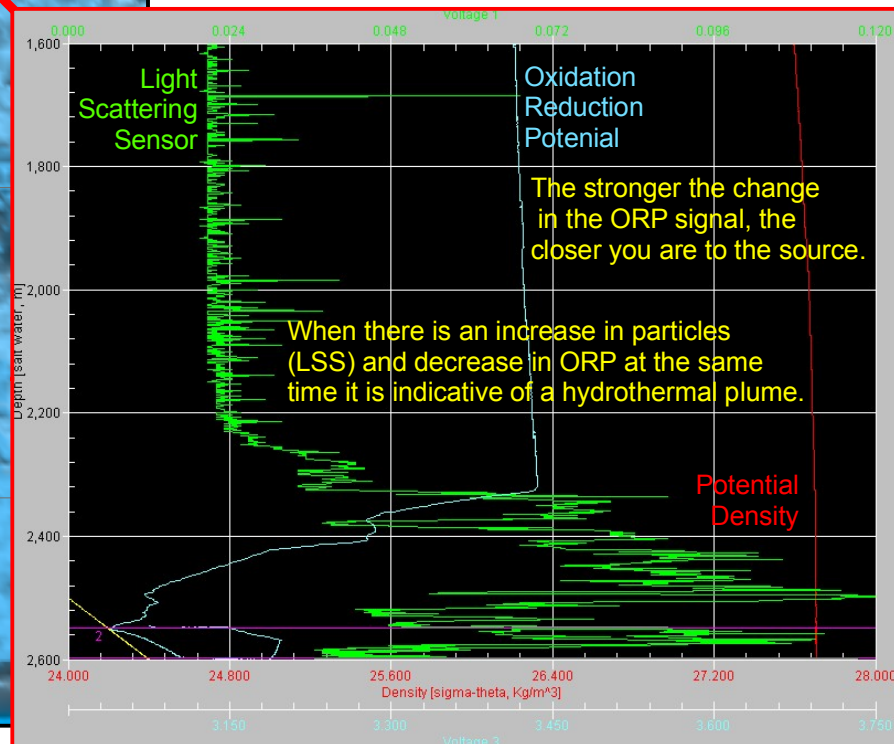 Voltage 1
0.000 0.024 0.048 0.072 0.096 0.120
1,600
Light
Scattering
Sensor
Oxidation
Reduction
Potenial
1,800
The stronger the change
in the ORP signal, the
closer you are to the source.
2,000
When there is an increase in particles
(LSS) and decrease in ORP at the same
time it is indicative of a hydrothermal plume.
Depth [salt water, m]
2,200
Potential
Density
2,400
2
2,600
24.000 24.800 25.600 26.400 27.200 28.000
Density [sigma-theta, Kg/m^3]
3.150 3.300 3.450 3.600 3.750
Voltage 3